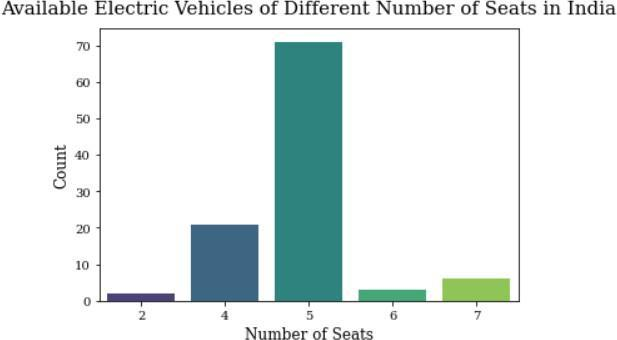 Available Electric Vehicles of Different Number of Seats in India
70
60
50
40
30
20
10
0
Count
2 4 5 6 7
Number of Seats